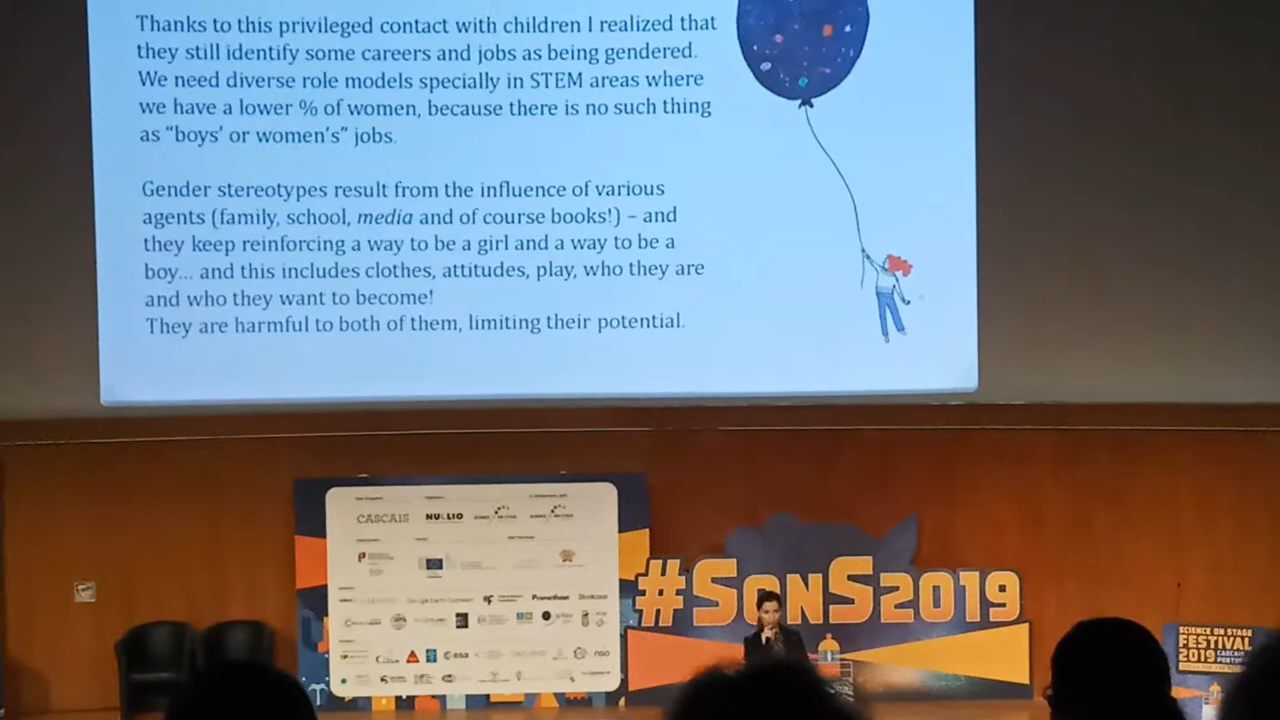 Thanks to this privileged contact with children I realized that
they still identify some careers and jobs as being gendered.
We need diverse role models specially in STEM areas where
we have a lower % of women, because there is no such thing
as “boys’ or women’s” jobs.
Gender stereotypes result from the influence of various
agents (family, school, media and of course books!) – and
they keep reinforcing a way to be a girl and a way to be a
boy... and this includes clothes, attitudes, play, who they are
and who they want to become!
They are harmful to both of them, limiting their potential.
CASCAIS
NUCLIO
Google Earth Outreach
Promethean
esa
#SonS2019
SCIENCE ON STAGE
FESTIVAL
2019 CASCAIS